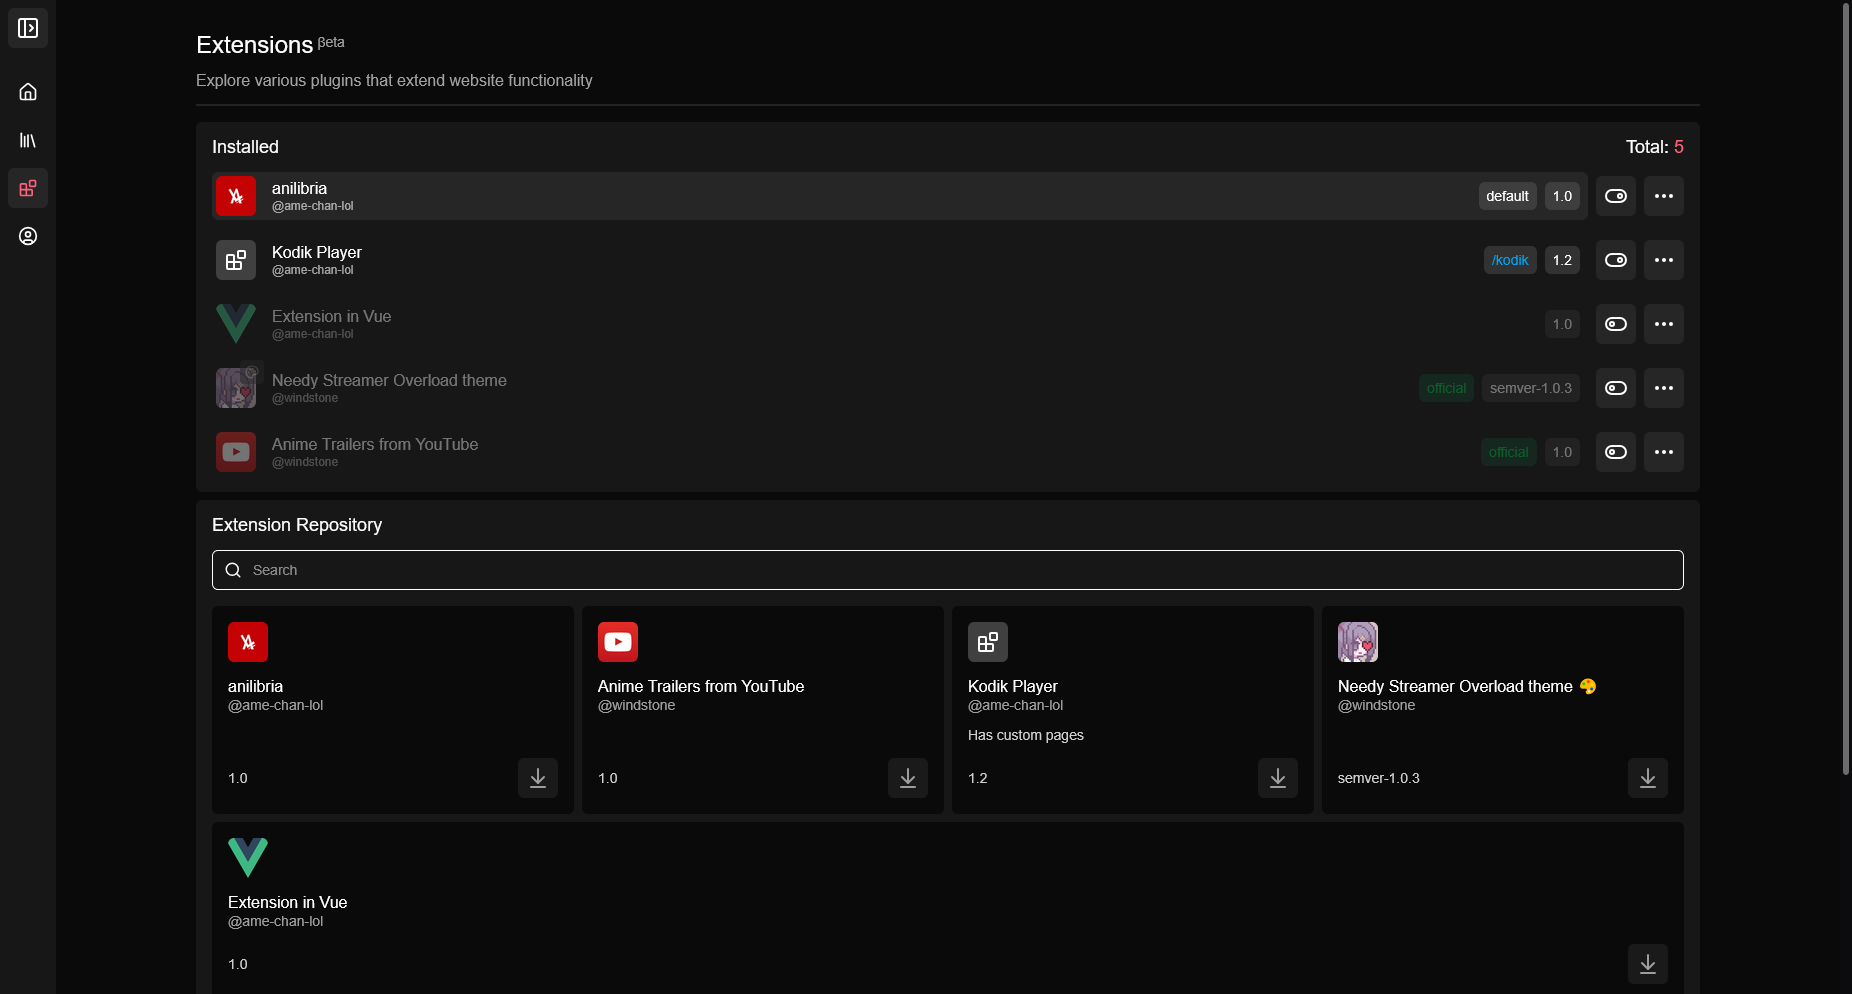 Extensions βeta
Explore various plugins that extend website functionality
Installed
Total: 5
anilibria
@ame-chan-lol
default
1.0
Kodik Player
@ame-chan-lol
/kodik
1.2
Extension in Vue
@ame-chan-lol
1.0
Needy Streamer Overload theme
@windstone
official
semver-1.0.3
Anime Trailers from YouTube
@windstone
official
1.0
Extension Repository
Search
anilibria
@ame-chan-lol
1.0
Anime Trailers from YouTube
@windstone
1.0
Kodik Player
@ame-chan-lol
Has custom pages
1.2
Needy Streamer Overload theme 🎨
@windstone
semver-1.0.3
Extension in Vue
@ame-chan-lol
1.0